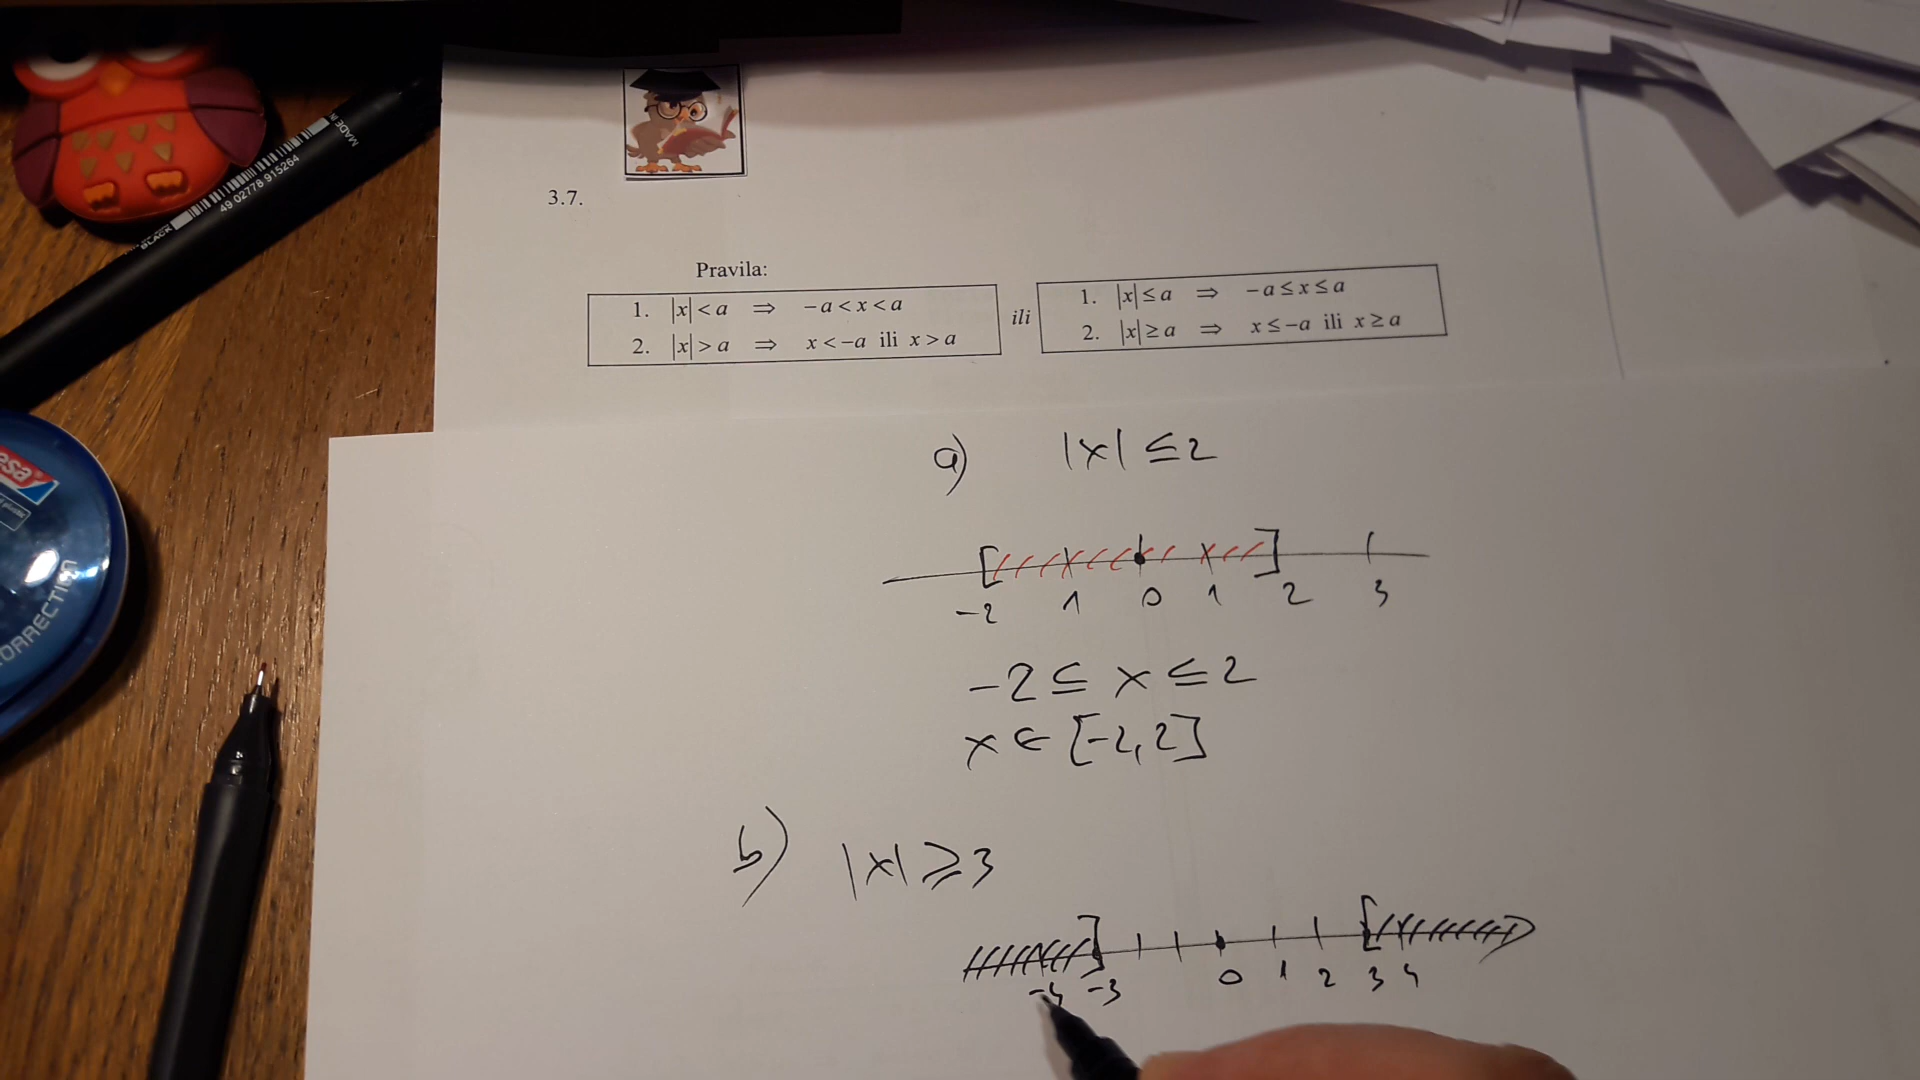 3.7.
Pravila:
1. |x| < a ⇒ -a < x < a
2. |x| > a ⇒ x < -a ili x > a
ili
1. |x| ≤ a ⇒ -a ≤ x ≤ a
2. |x| ≥ a ⇒ x ≤ -a ili x ≥ a
a) |x| ≤ 2
-2 1 0 1 2 3
-2 ≤ x ≤ 2
x ∈ [-2, 2]
b) |x| ≥ 3
-4 -3 0 1 2 3 4
MADE IN
49 02778 915264
BLACK
esa
CORRECTION